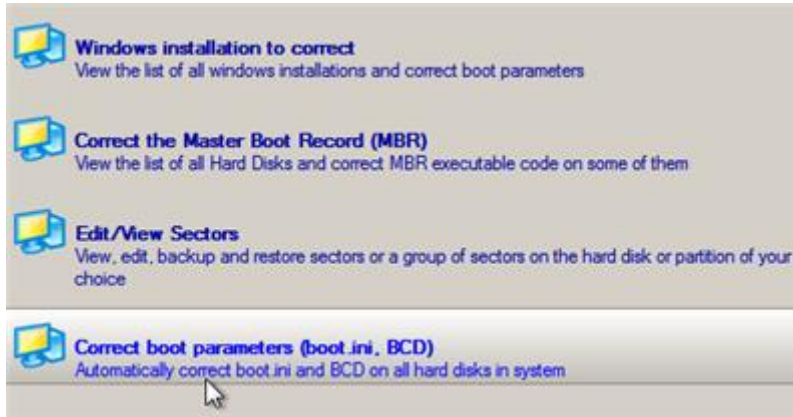 Windows installation to correct
View the list of all windows installations and correct boot parameters
Correct the Master Boot Record (MBR)
View the list of all Hard Disks and correct MBR executable code on some of them
Edit/View Sectors
View, edit, backup and restore sectors or a group of sectors on the hard disk or partition of your
choice
Correct boot parameters (boot.ini, BCD)
Automatically correct boot.ini and BCD on all hard disks in system